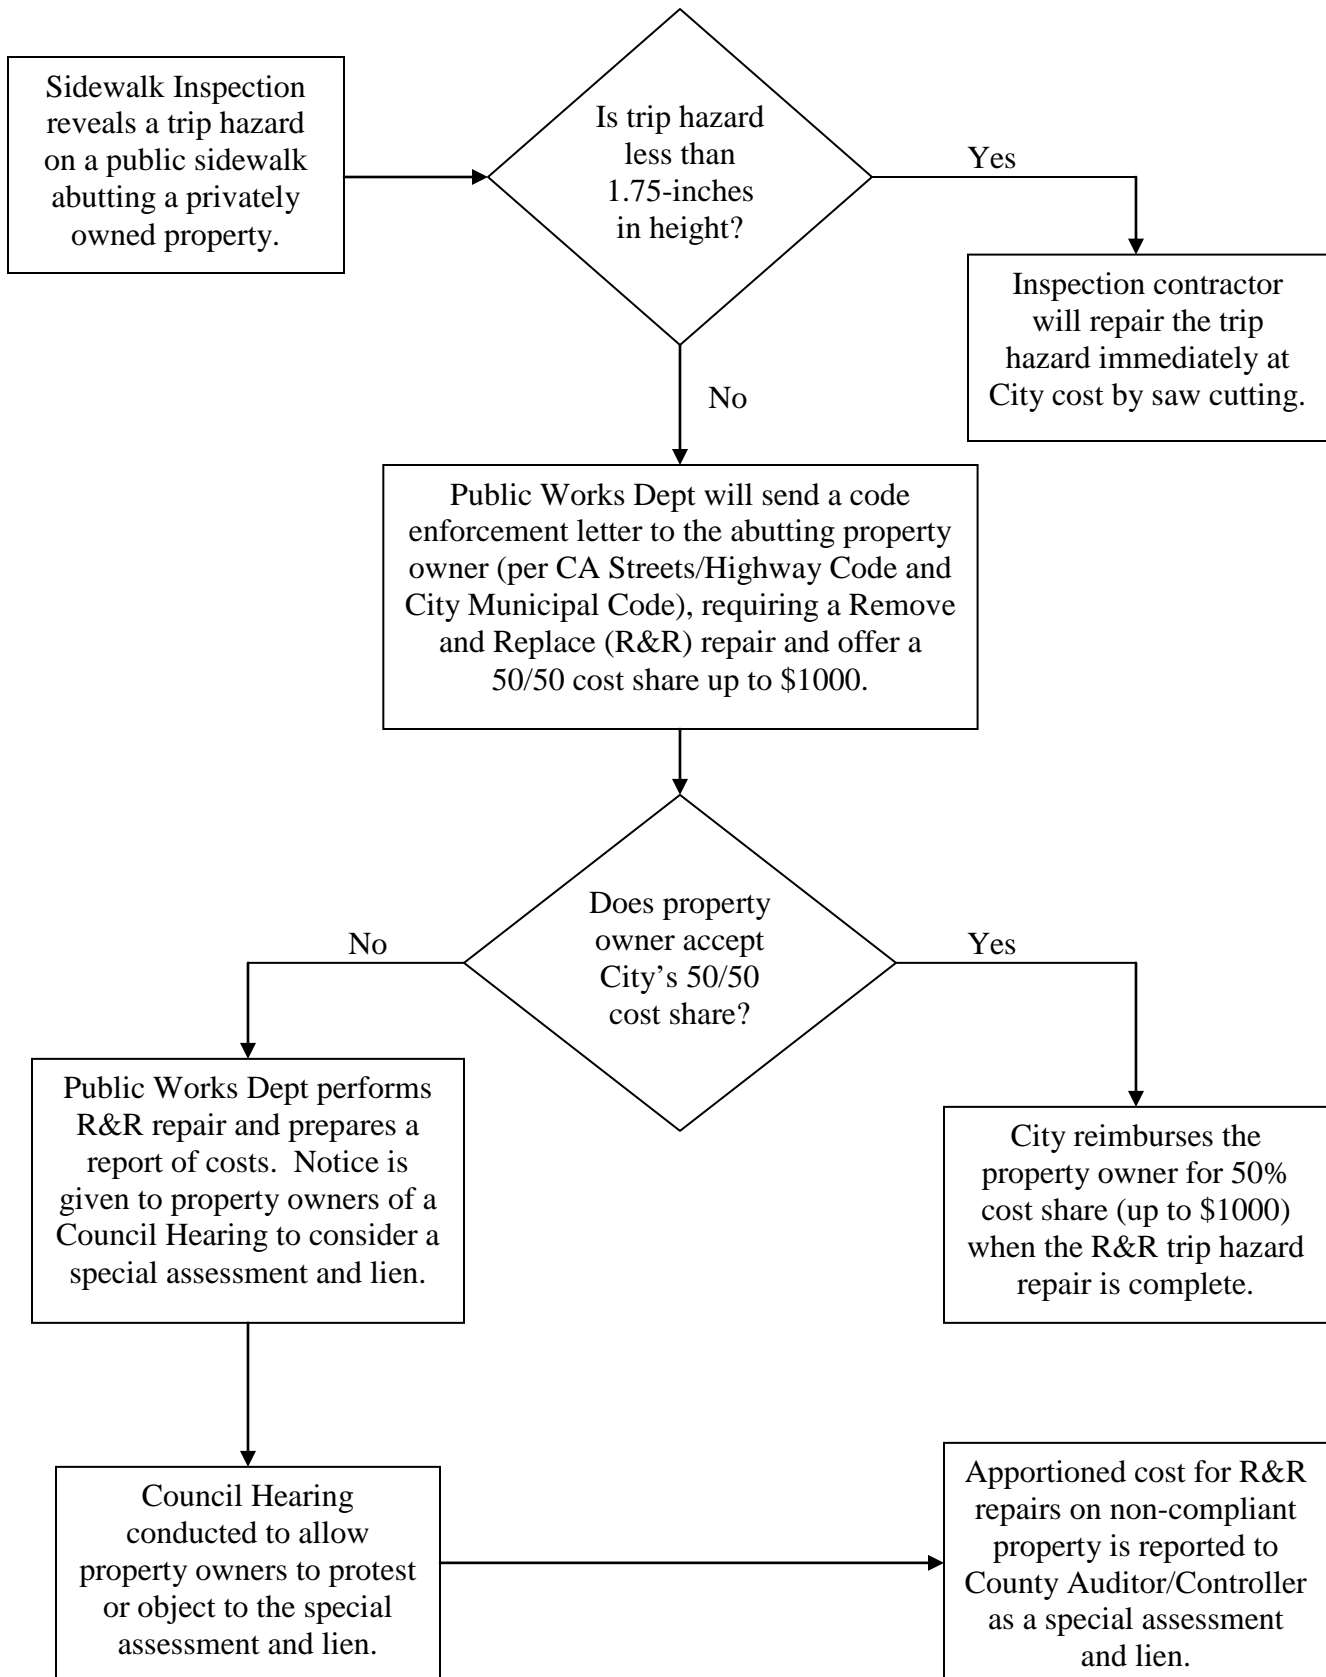 Sidewalk Inspection
reveals a trip hazard
on a public sidewalk
abutting a privately
owned property.
Is trip hazard
less than
1.75-inches
in height?
Yes
Inspection contractor
will repair the trip
hazard immediately at
City cost by saw cutting.
No
Public Works Dept will send a code
enforcement letter to the abutting property
owner (per CA Streets/Highway Code and
City Municipal Code), requiring a Remove
and Replace (R&R) repair and offer a
50/50 cost share up to $1000.
Does property
owner accept
City’s 50/50
cost share?
No
Yes
Public Works Dept performs
R&R repair and prepares a
report of costs.  Notice is
given to property owners of a
Council Hearing to consider a
special assessment and lien.
City reimburses the
property owner for 50%
cost share (up to $1000)
when the R&R trip hazard
repair is complete.
Council Hearing
conducted to allow
property owners to protest
or object to the special
assessment and lien.
Apportioned cost for R&R
repairs on non-compliant
property is reported to
County Auditor/Controller
as a special assessment
and lien.